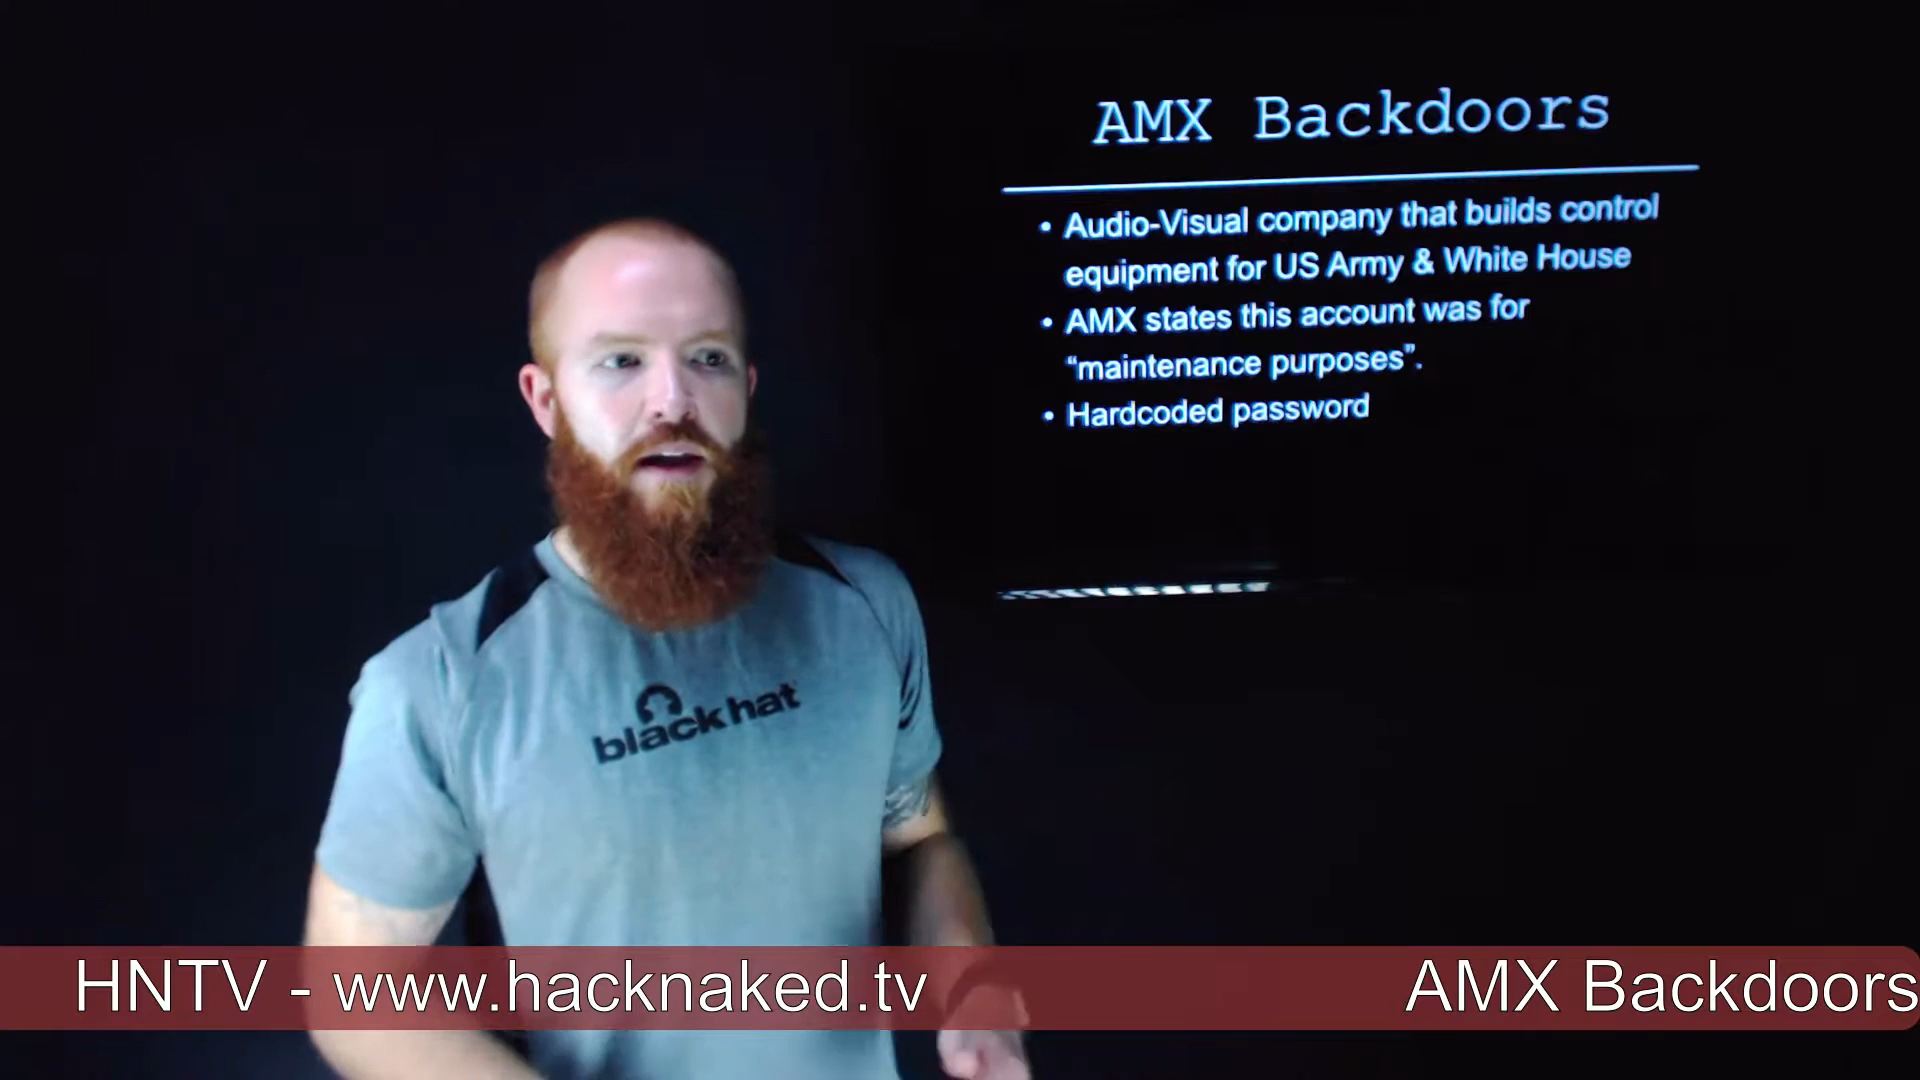 AMX Backdoors
• Audio-Visual company that builds control
equipment for US Army & White House
• AMX states this account was for
“maintenance purposes”.
• Hardcoded password
black hat
HNTV - www.hacknaked.tv
AMX Backdoors